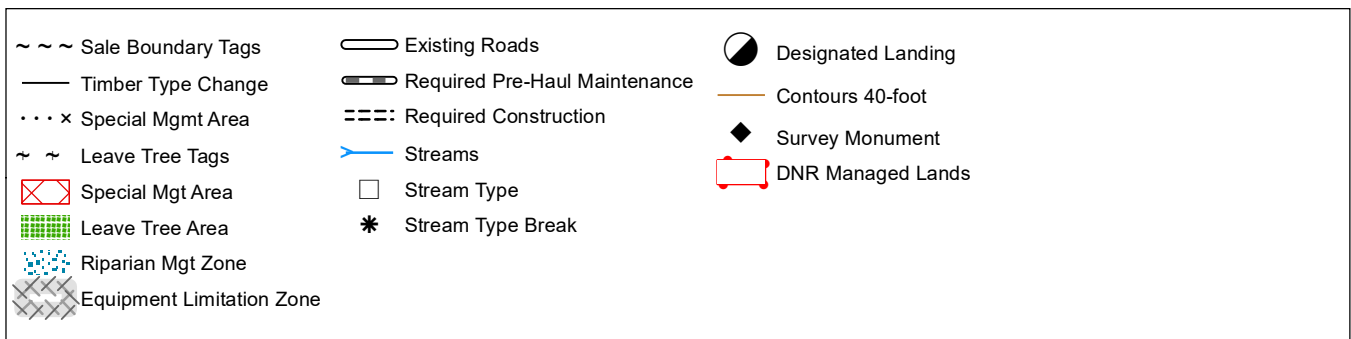 Sale Boundary Tags
Timber Type Change
Special Mgmt Area
Leave Tree Tags
Special Mgt Area
Leave Tree Area
Riparian Mgt Zone
Equipment Limitation Zone
Existing Roads
Required Pre-Haul Maintenance
Required Construction
Streams
Stream Type
Stream Type Break
Designated Landing
Contours 40-foot
Survey Monument
DNR Managed Lands